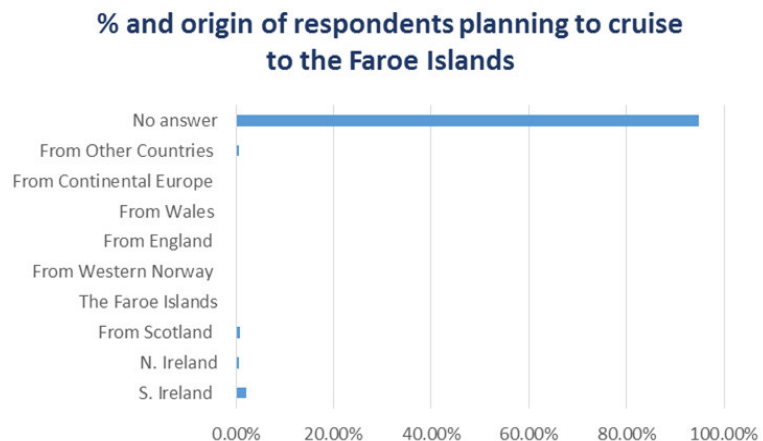 % and origin of respondents planning to cruise
to the Faroe Islands
No answer
From Other Countries
From Continental Europe
From Wales
From England
From Western Norway
The Faroe Islands
From Scotland
N. Ireland
S. Ireland
0.00% 20.00% 40.00% 60.00% 80.00% 100.00%